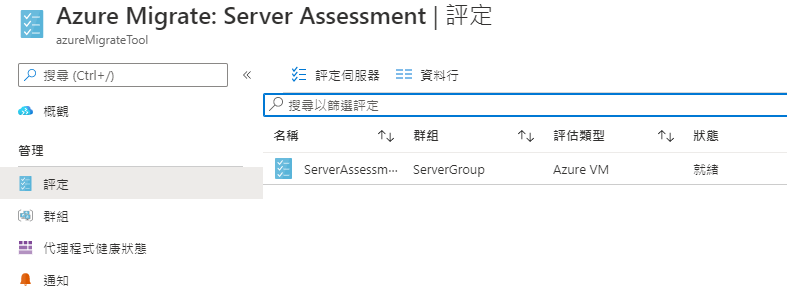 Azure Migrate: Server Assessment | 評定
azureMigrateTool
搜尋 (Ctrl+/)
概觀
管理
評定
群組
代理程式健康狀態
通知
評定伺服器 資料行
搜尋以篩選評定
名稱 群組 評估類型 狀態
ServerAssessm··· ServerGroup Azure VM 就緒